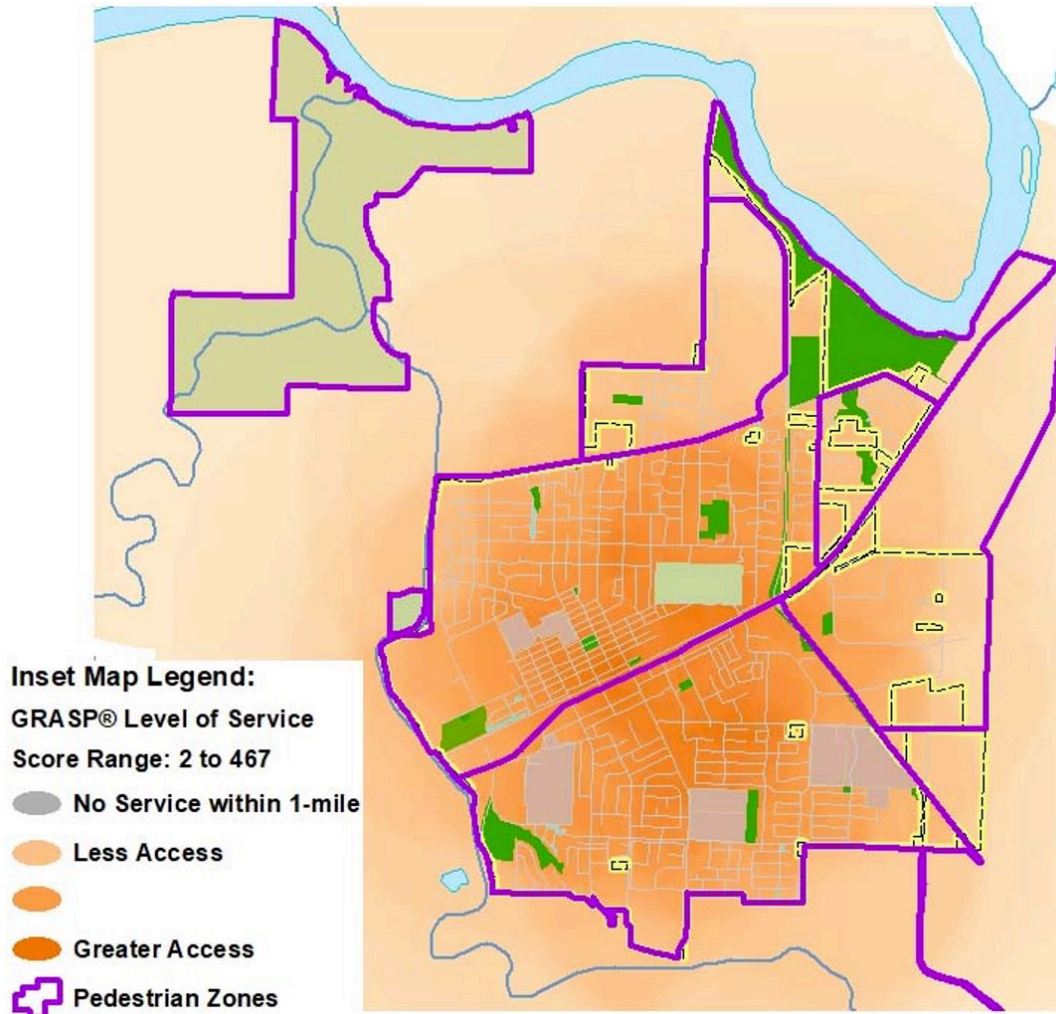 Inset Map Legend:
GRASP® Level of Service
Score Range: 2 to 467
No Service within 1-mile
Less Access
Greater Access
Pedestrian Zones